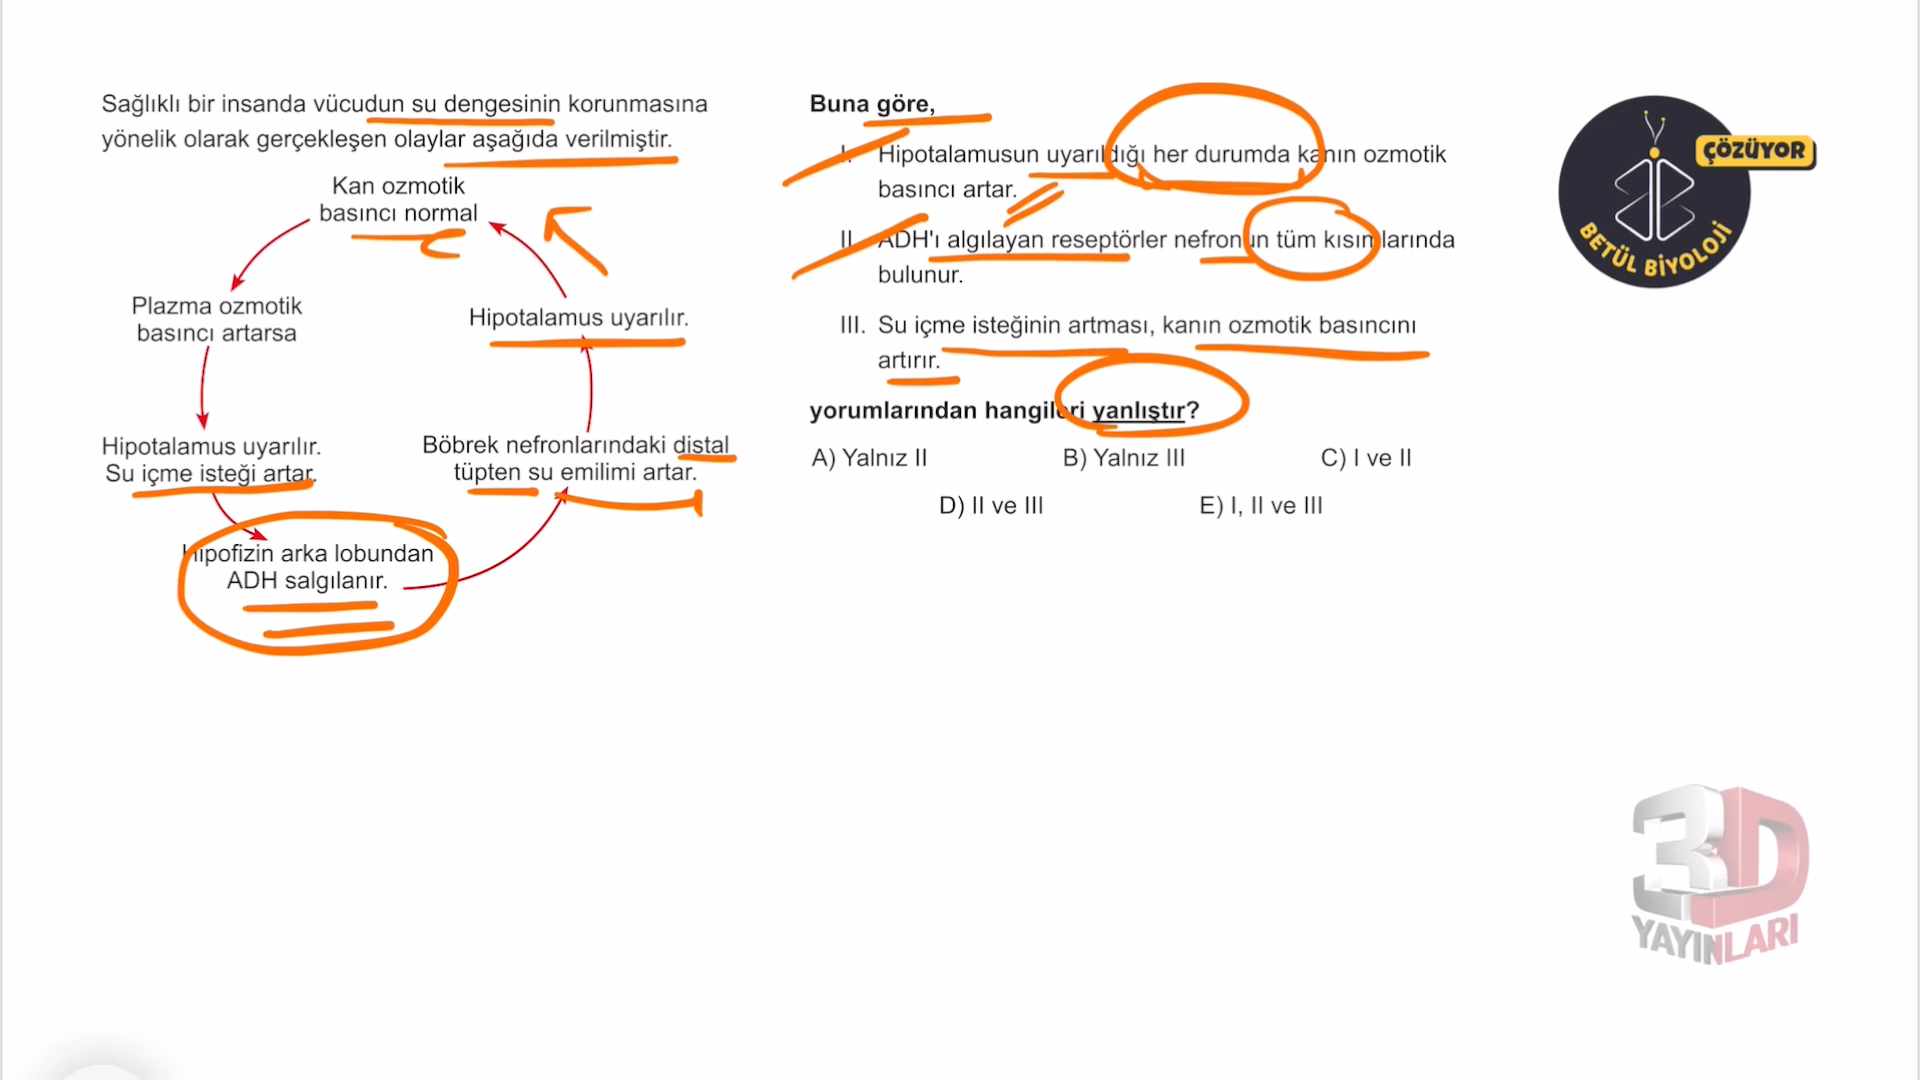 Sağlıklı bir insanda vücudun su dengesinin korunmasına
yönelik olarak gerçekleşen olaylar aşağıda verilmiştir.
Kan ozmotik
basıncı normal
Plazma ozmotik
basıncı artarsa
Hipotalamus uyarılır.
Su içme isteği artar.
Hipofizin arka lobundan
ADH salgılanır.
Böbrek nefronlarındaki distal
tüpten su emilimi artar.
Hipotalamus uyarılır.
Buna göre,
I. Hipotalamusun uyarıldığı her durumda kanın ozmotik
basıncı artar.
II. ADH'ı algılayan reseptörler nefronun tüm kısımlarında
bulunur.
III. Su içme isteğinin artması, kanın ozmotik basıncını
artırır.
yorumlarından hangileri yanlıştır?
A) Yalnız II B) Yalnız III C) I ve II
D) II ve III E) I, II ve III
ÇÖZÜYOR
BETÜL BİYOLOJİ
3D
YAYINLARI